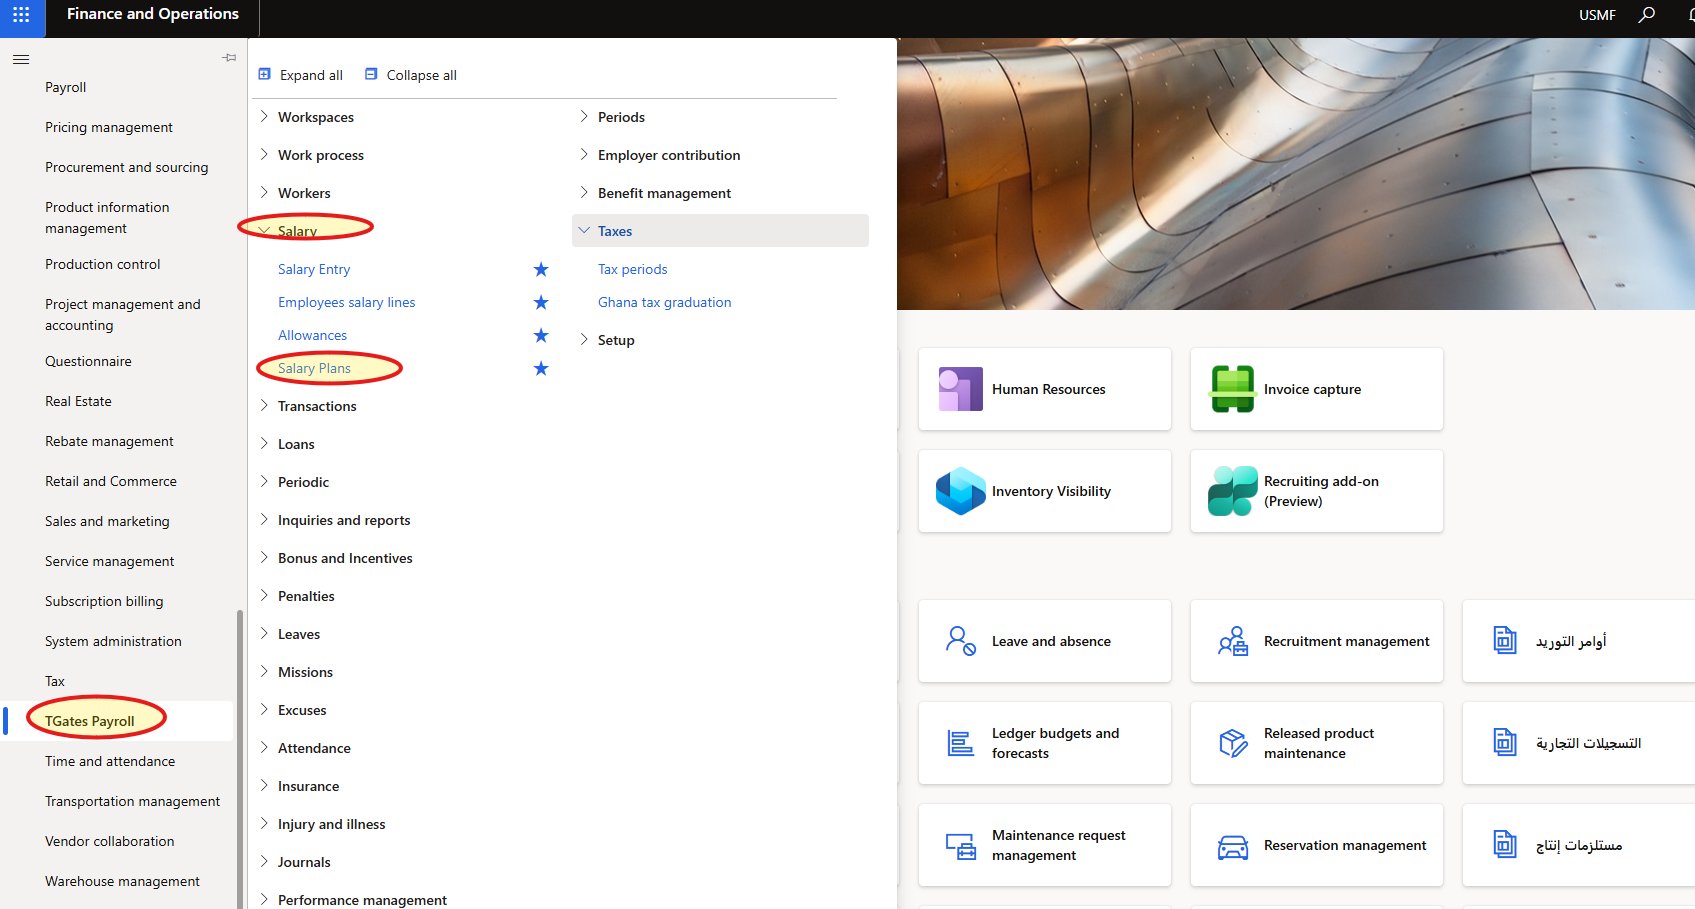 Finance and Operations
USMF
Payroll
Pricing management
Procurement and sourcing
Product information
management
Production control
Project management and
accounting
Questionnaire
Real Estate
Rebate management
Retail and Commerce
Sales and marketing
Service management
Subscription billing
System administration
Tax
TGates Payroll
Time and attendance
Transportation management
Vendor collaboration
Warehouse management
Expand all
Collapse all
Workspaces
Work process
Workers
Salary
Salary Entry
Employees salary lines
Allowances
Salary Plans
Transactions
Loans
Periodic
Inquiries and reports
Bonus and Incentives
Penalties
Leaves
Missions
Excuses
Attendance
Insurance
Injury and illness
Journals
Performance management
Periods
Employer contribution
Benefit management
Taxes
Tax periods
Ghana tax graduation
Setup
Human Resources
Invoice capture
Inventory Visibility
Recruiting add-on
(Preview)
Leave and absence
Recruitment management
أوامر التوريد
Ledger budgets and
forecasts
Released product
maintenance
التسجيلات التجارية
Maintenance request
management
Reservation management
مستلزمات إنتاج